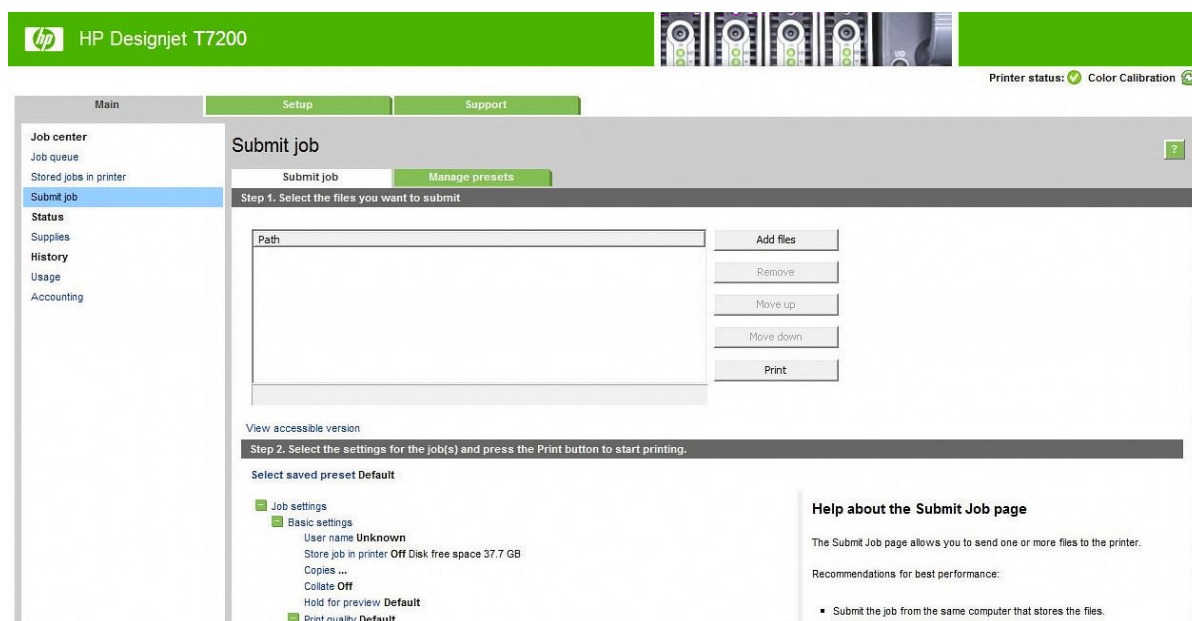 hp HP Designjet T7200
Printer status: Color Calibration
Main Setup Support
Job center
Job queue
Stored jobs in printer
Submit job
Status
Supplies
History
Usage
Accounting
Submit job
?
Submit job Manage presets
Step 1. Select the files you want to submit
Path
Add files
Remove
Move up
Move down
Print
View accessible version
Step 2. Select the settings for the job(s) and press the Print button to start printing.
Select saved preset Default
Job settings
Basic settings
User name Unknown
Store job in printer Off Disk free space 37.7 GB
Copies ...
Collate Off
Hold for preview Default
Print quality Default
Help about the Submit Job page
The Submit Job page allows you to send one or more files to the printer.
Recommendations for best performance:
▪ Submit the job from the same computer that stores the files.